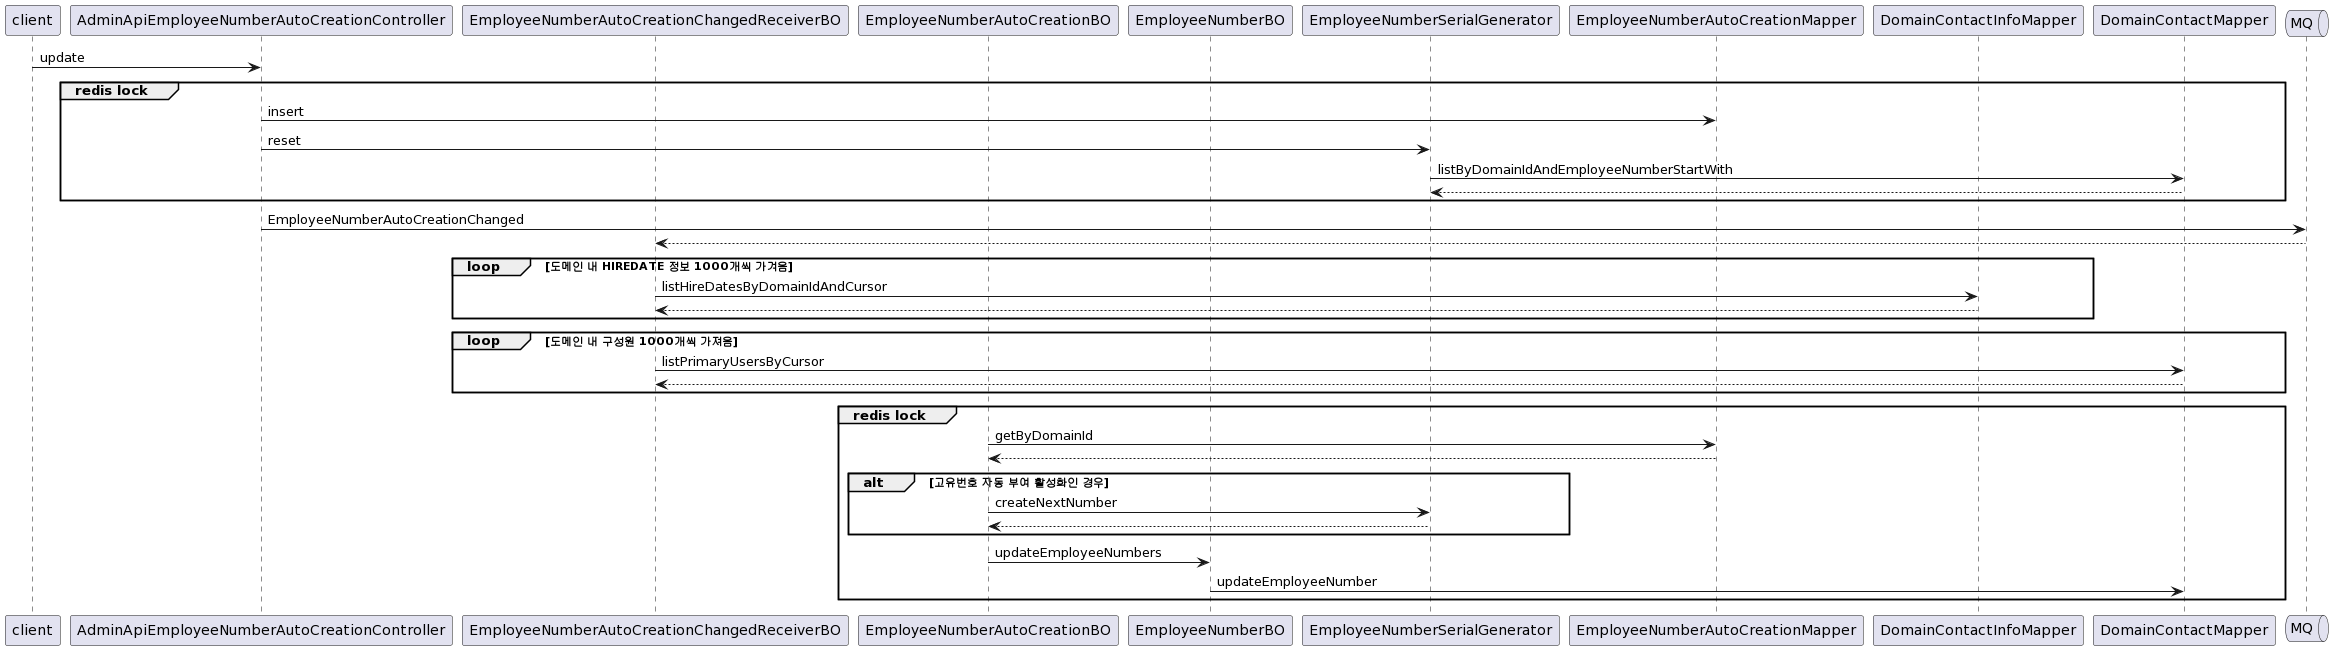 client AdminApiEmployeeNumberAutoCreationController EmployeeNumberAutoCreationChangedReceiverBO EmployeeNumberAutoCreationBO EmployeeNumberBO EmployeeNumberSerialGenerator EmployeeNumberAutoCreationMapper DomainContactInfoMapper DomainContactMapper MQ
update
redis lock
insert
reset
listByDomainIdAndEmployeeNumberStartWith
EmployeeNumberAutoCreationChanged
loop [도메인 내 HIREDATE 정보 1000개씩 가겨옴]
listHireDatesByDomainIdAndCursor
loop [도메인 내 구성원 1000개씩 가져옴]
listPrimaryUsersByCursor
redis lock
getByDomainId
alt [고유번호 자동 부여 활성화인 경우]
createNextNumber
updateEmployeeNumbers
updateEmployeeNumber
client AdminApiEmployeeNumberAutoCreationController EmployeeNumberAutoCreationChangedReceiverBO EmployeeNumberAutoCreationBO EmployeeNumberBO EmployeeNumberSerialGenerator EmployeeNumberAutoCreationMapper DomainContactInfoMapper DomainContactMapper MQ